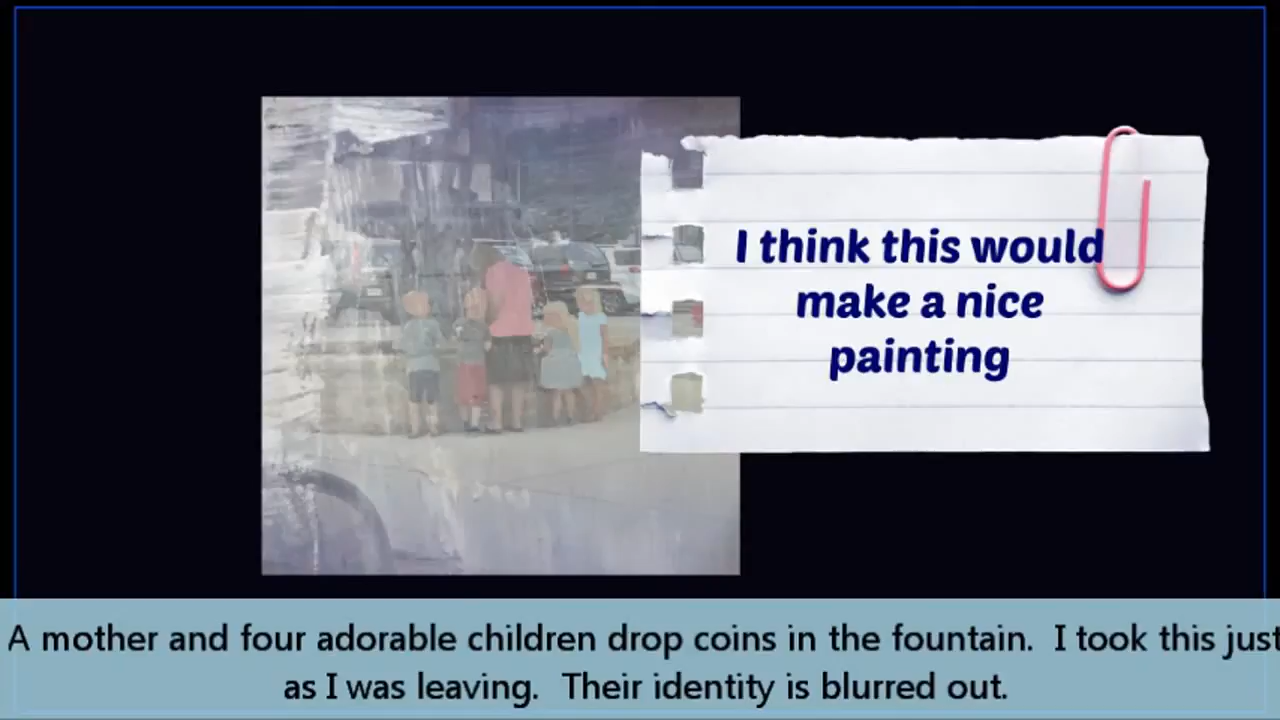 I think this would
make a nice
painting
A mother and four adorable children drop coins in the fountain.  I took this just
as I was leaving.  Their identity is blurred out.